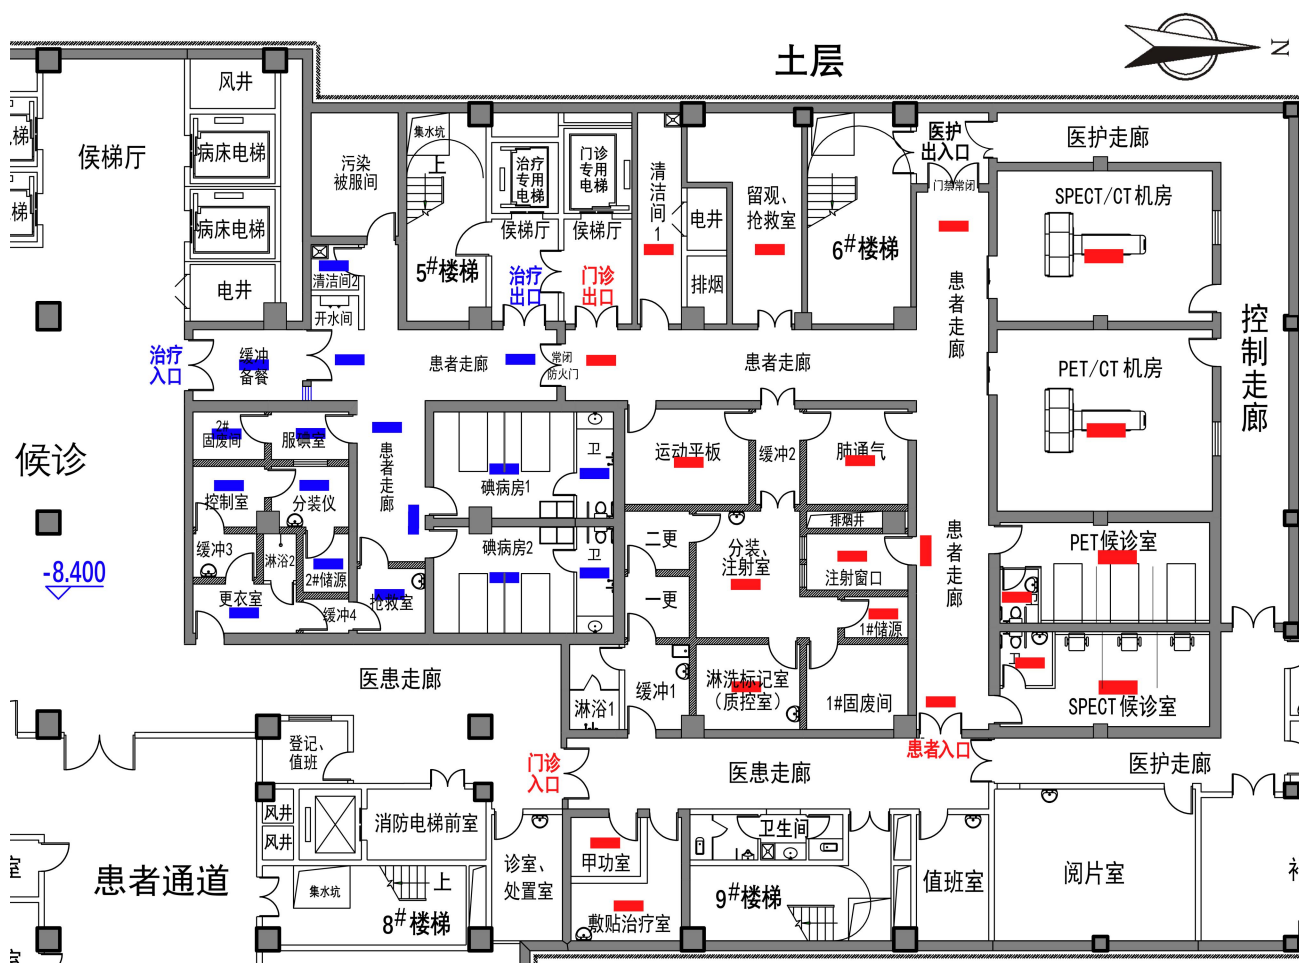 土层
N
风井
侯梯厅
病床电梯
病床电梯
电井
污染
被服间
集水坑
上
5#楼梯
治疗
专用
电梯
门诊
专用
电梯
侯梯厅
侯梯厅
治疗
出口
门诊
出口
清洁间1
电井
排烟
留观、
抢救室
6#楼梯
医护
出入口
门禁常闭
医护走廊
SPECT/CT 机房
患者走廊
PET/CT 机房
控制走廊
清洁间2
开水间
治疗
入口
缓冲
备餐
患者走廊
常闭
防火门
患者走廊
候诊
2#
固废间
服碘室
患者走廊
碘病房1
卫
运动平板
缓冲2
肺通气
控制室
分装仪
碘病房2
卫
二更
分装、
注射室
排烟井
注射窗口
患者走廊
PET 候诊室
-8.400
缓冲3
淋浴2
2#储源
抢救室
更衣室
缓冲4
一更
1#储源
医患走廊
淋浴1
缓冲1
淋洗标记室
（质控室）
1#固废间
SPECT 候诊室
登记、
值班
门诊
入口
医患走廊
患者入口
医护走廊
风井
风井
消防电梯前室
患者通道
集水坑
上
8#楼梯
诊室、
处置室
甲功室
敷贴治疗室
卫生间
9#楼梯
值班室
阅片室